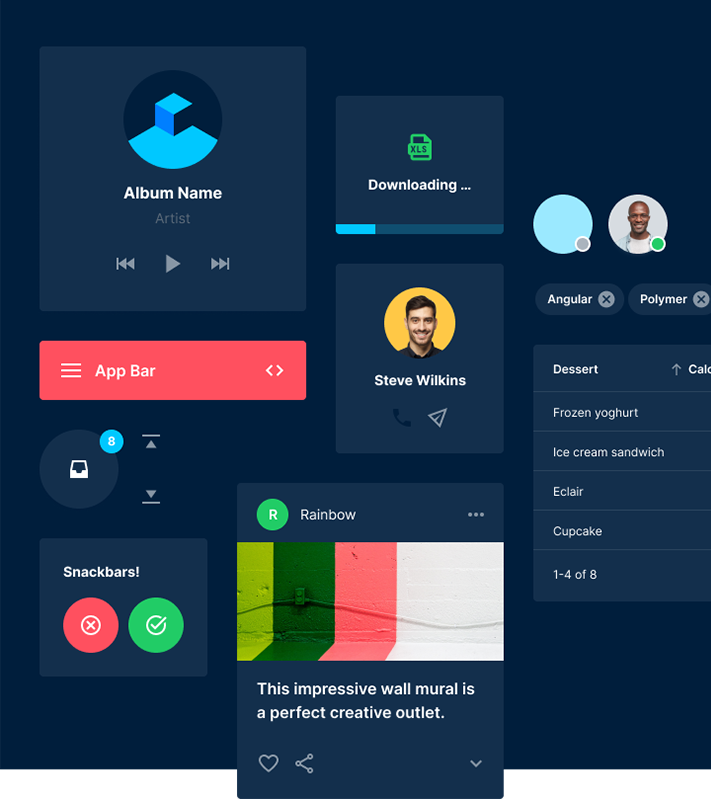 Album Name
Artist
XLS
Downloading ...
Angular
Polymer
App Bar
Steve Wilkins
Dessert
Frozen yoghurt
Ice cream sandwich
Eclair
Cupcake
1-4 of 8
8
R
Rainbow
Snackbars!
This impressive wall mural is
a perfect creative outlet.